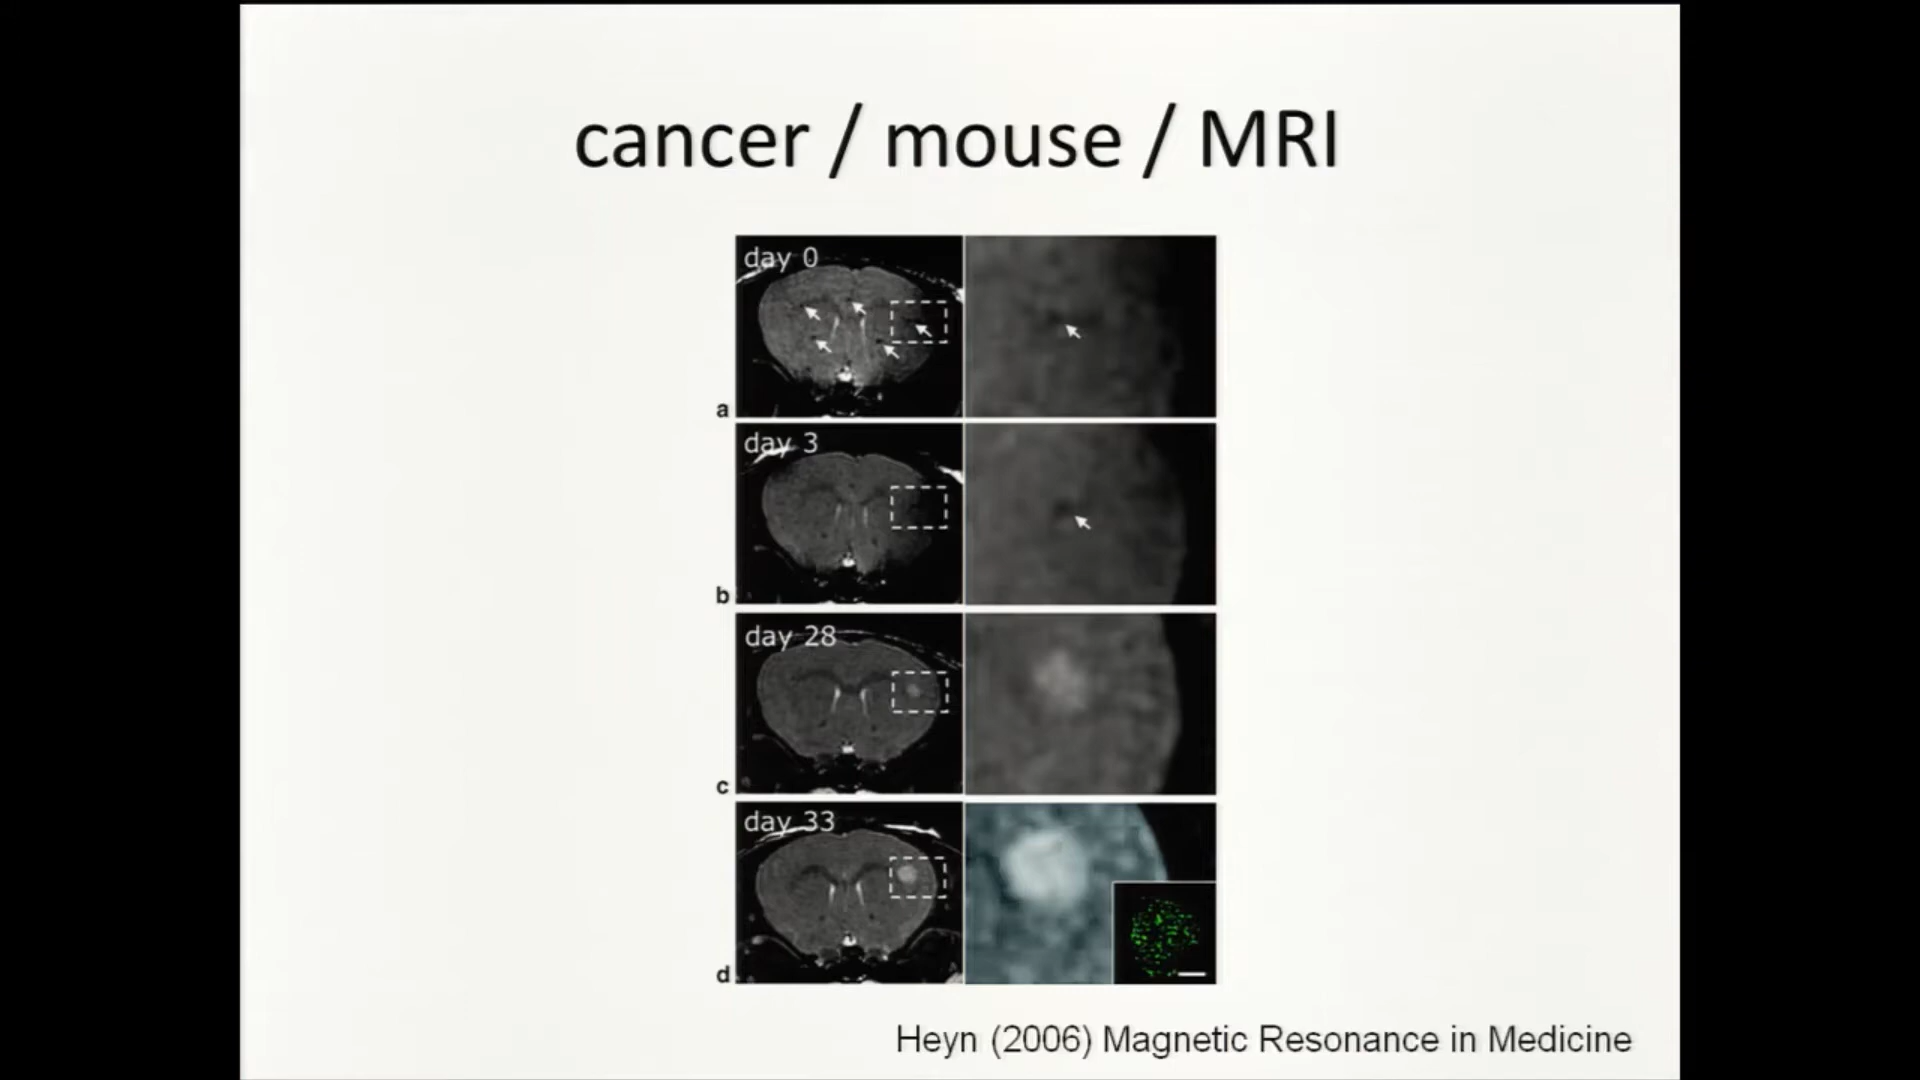 cancer / mouse / MRI
day 0
a
day 3
b
day 28
c
day 33
d
Heyn (2006) Magnetic Resonance in Medicine